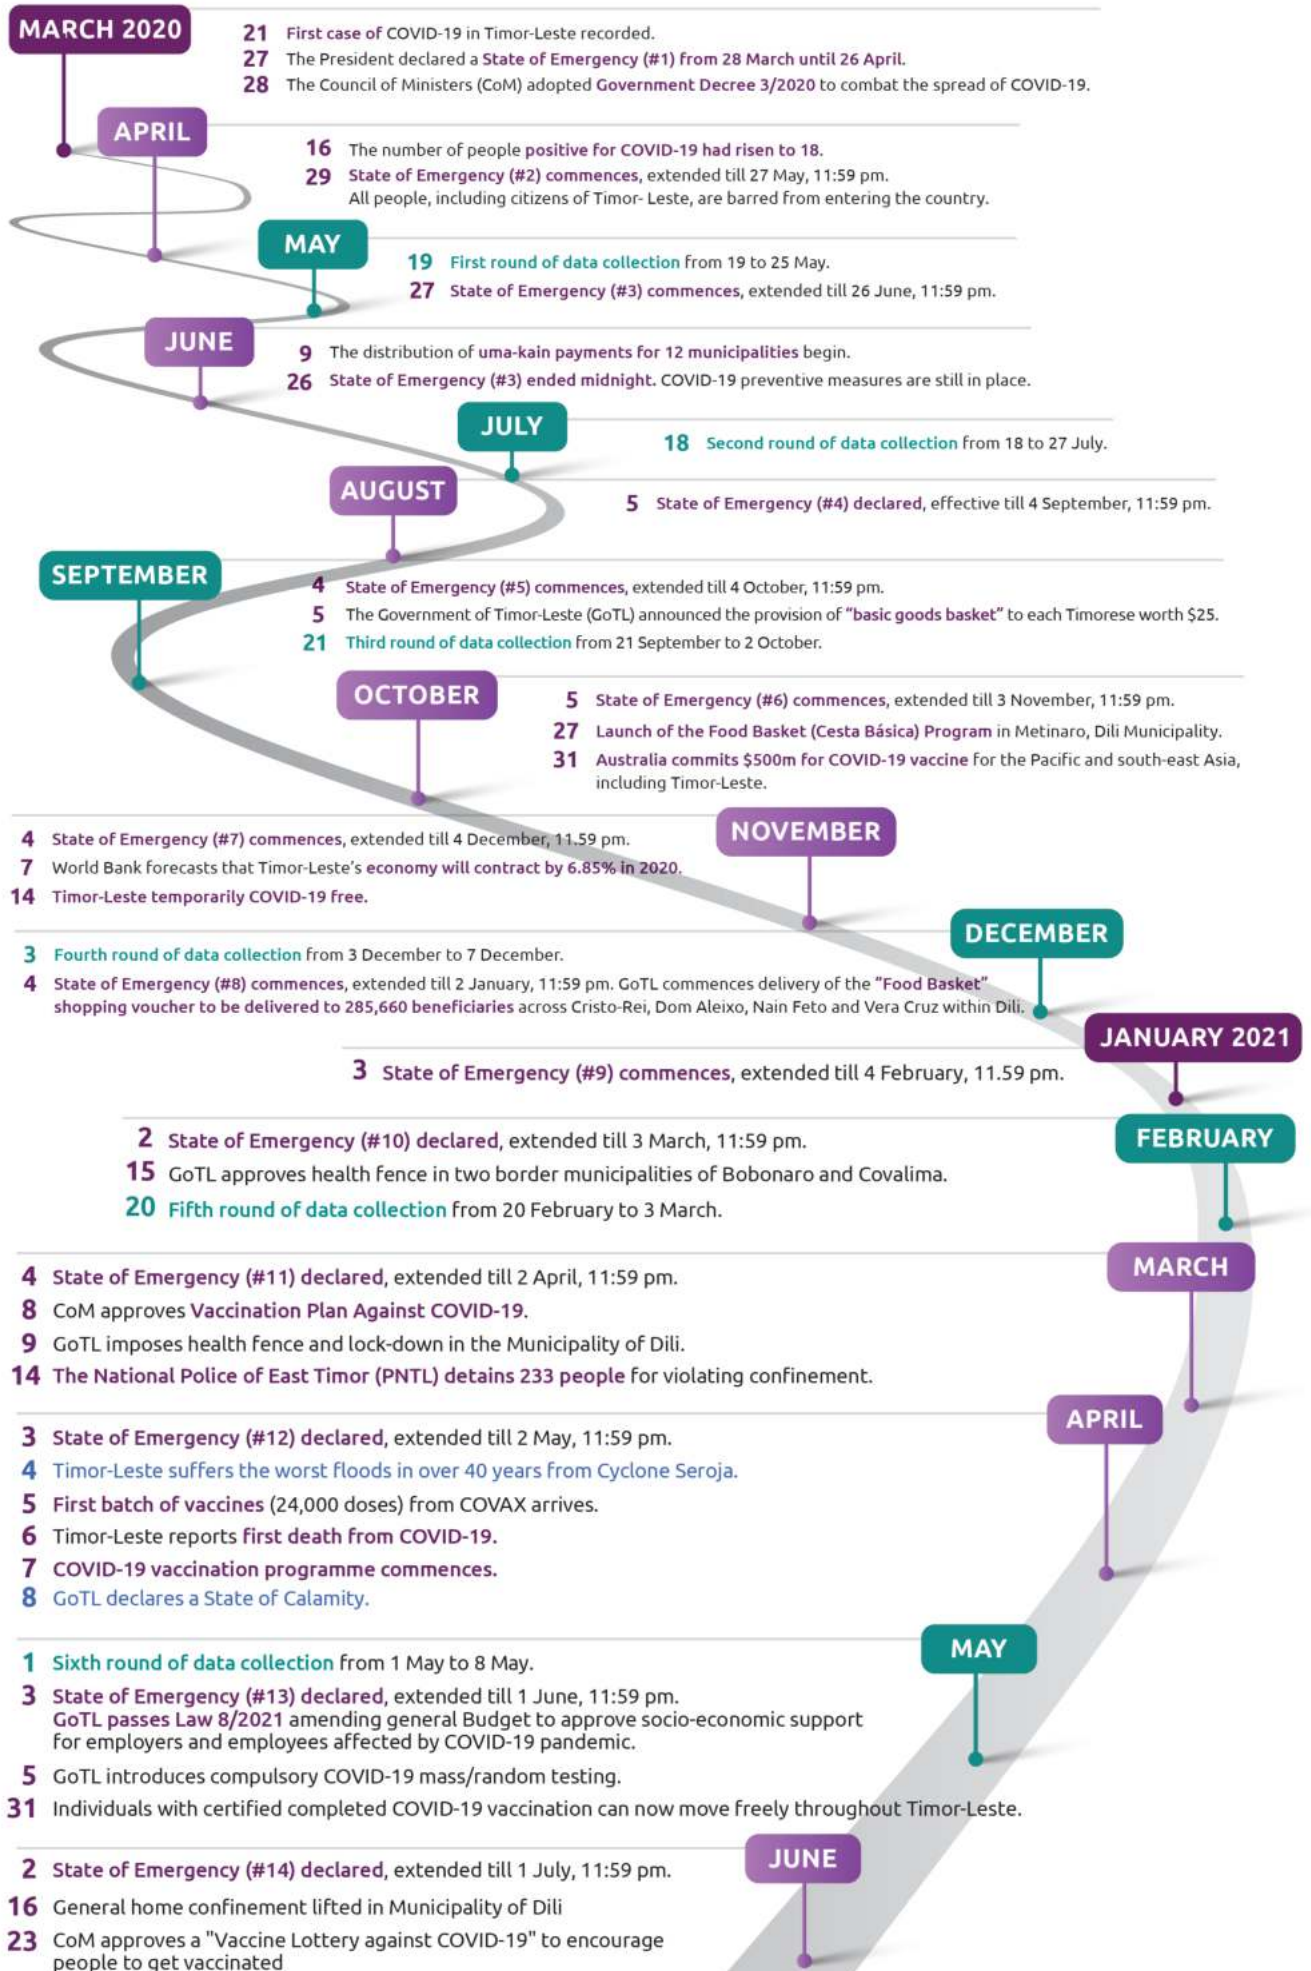 MARCH 2020
21 First case of COVID-19 in Timor-Leste recorded.
27 The President declared a State of Emergency (#1) from 28 March until 26 April.
28 The Council of Ministers (CoM) adopted Government Decree 3/2020 to combat the spread of COVID-19.
APRIL
16 The number of people positive for COVID-19 had risen to 18.
29 State of Emergency (#2) commences, extended till 27 May, 11:59 pm.
All people, including citizens of Timor- Leste, are barred from entering the country.
MAY
19 First round of data collection from 19 to 25 May.
27 State of Emergency (#3) commences, extended till 26 June, 11:59 pm.
JUNE
9 The distribution of uma-kain payments for 12 municipalities begin.
26 State of Emergency (#3) ended midnight. COVID-19 preventive measures are still in place.
JULY
18 Second round of data collection from 18 to 27 July.
AUGUST
5 State of Emergency (#4) declared, effective till 4 September, 11:59 pm.
SEPTEMBER
4 State of Emergency (#5) commences, extended till 4 October, 11:59 pm.
5 The Government of Timor-Leste (GoTL) announced the provision of “basic goods basket” to each Timorese worth $25.
21 Third round of data collection from 21 September to 2 October.
OCTOBER
5 State of Emergency (#6) commences, extended till 3 November, 11:59 pm.
27 Launch of the Food Basket (Cesta Básica) Program in Metinaro, Dili Municipality.
31 Australia commits $500m for COVID-19 vaccine for the Pacific and south-east Asia,
including Timor-Leste.
NOVEMBER
4 State of Emergency (#7) commences, extended till 4 December, 11.59 pm.
7 World Bank forecasts that Timor-Leste’s economy will contract by 6.85% in 2020.
14 Timor-Leste temporarily COVID-19 free.
DECEMBER
3 Fourth round of data collection from 3 December to 7 December.
4 State of Emergency (#8) commences, extended till 2 January, 11:59 pm. GoTL commences delivery of the “Food Basket”
shopping voucher to be delivered to 285,660 beneficiaries across Cristo-Rei, Dom Aleixo, Nain Feto and Vera Cruz within Dili.
JANUARY 2021
3 State of Emergency (#9) commences, extended till 4 February, 11.59 pm.
FEBRUARY
2 State of Emergency (#10) declared, extended till 3 March, 11:59 pm.
15 GoTL approves health fence in two border municipalities of Bobonaro and Covalima.
20 Fifth round of data collection from 20 February to 3 March.
MARCH
4 State of Emergency (#11) declared, extended till 2 April, 11:59 pm.
8 CoM approves Vaccination Plan Against COVID-19.
9 GoTL imposes health fence and lock-down in the Municipality of Dili.
14 The National Police of East Timor (PNTL) detains 233 people for violating confinement.
APRIL
3 State of Emergency (#12) declared, extended till 2 May, 11:59 pm.
4 Timor-Leste suffers the worst floods in over 40 years from Cyclone Seroja.
5 First batch of vaccines (24,000 doses) from COVAX arrives.
6 Timor-Leste reports first death from COVID-19.
7 COVID-19 vaccination programme commences.
8 GoTL declares a State of Calamity.
MAY
1 Sixth round of data collection from 1 May to 8 May.
3 State of Emergency (#13) declared, extended till 1 June, 11:59 pm.
GoTL passes Law 8/2021 amending general Budget to approve socio-economic support
for employers and employees affected by COVID-19 pandemic.
5 GoTL introduces compulsory COVID-19 mass/random testing.
31 Individuals with certified completed COVID-19 vaccination can now move freely throughout Timor-Leste.
JUNE
2 State of Emergency (#14) declared, extended till 1 July, 11:59 pm.
16 General home confinement lifted in Municipality of Dili
23 CoM approves a "Vaccine Lottery against COVID-19" to encourage
people to get vaccinated